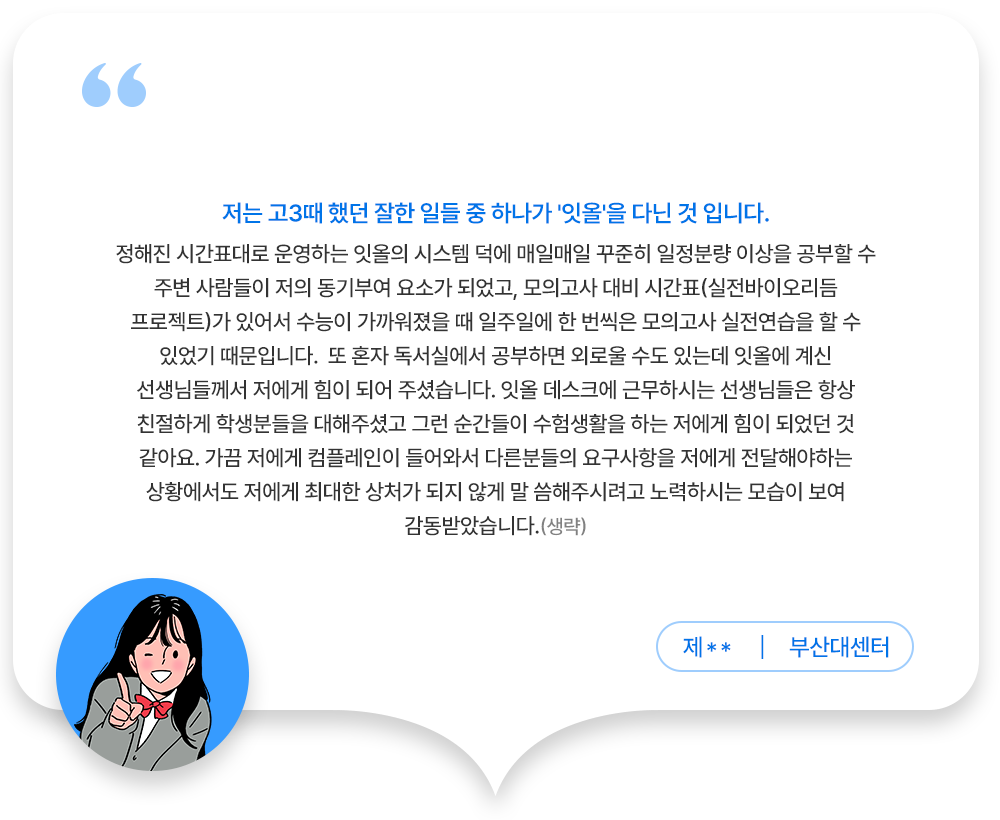 저는 고3때 했던 잘한 일들 중 하나가 '잇올'을 다닌 것 입니다.
정해진 시간표대로 운영하는 잇올의 시스템 덕에 매일매일 꾸준히 일정분량 이상을 공부할 수
주변 사람들이 저의 동기부여 요소가 되었고, 모의고사 대비 시간표(실전바이오리듬
프로젝트)가 있어서 수능이 가까워졌을 때 일주일에 한 번씩은 모의고사 실전연습을 할 수
있었기 때문입니다. 또 혼자 독서실에서 공부하면 외로울 수도 있는데 잇올에 계신
선생님들께서 저에게 힘이 되어 주셨습니다. 잇올 데스크에 근무하시는 선생님들은 항상
친절하게 학생분들을 대해주셨고 그런 순간들이 수험생활을 하는 저에게 힘이 되었던 것
같아요. 가끔 저에게 컴플레인이 들어와서 다른분들의 요구사항을 저에게 전달해야하는
상황에서도 저에게 최대한 상처가 되지 않게 말 씀해주시려고 노력하시는 모습이 보여
감동받았습니다.(생략)
제** | 부산대센터